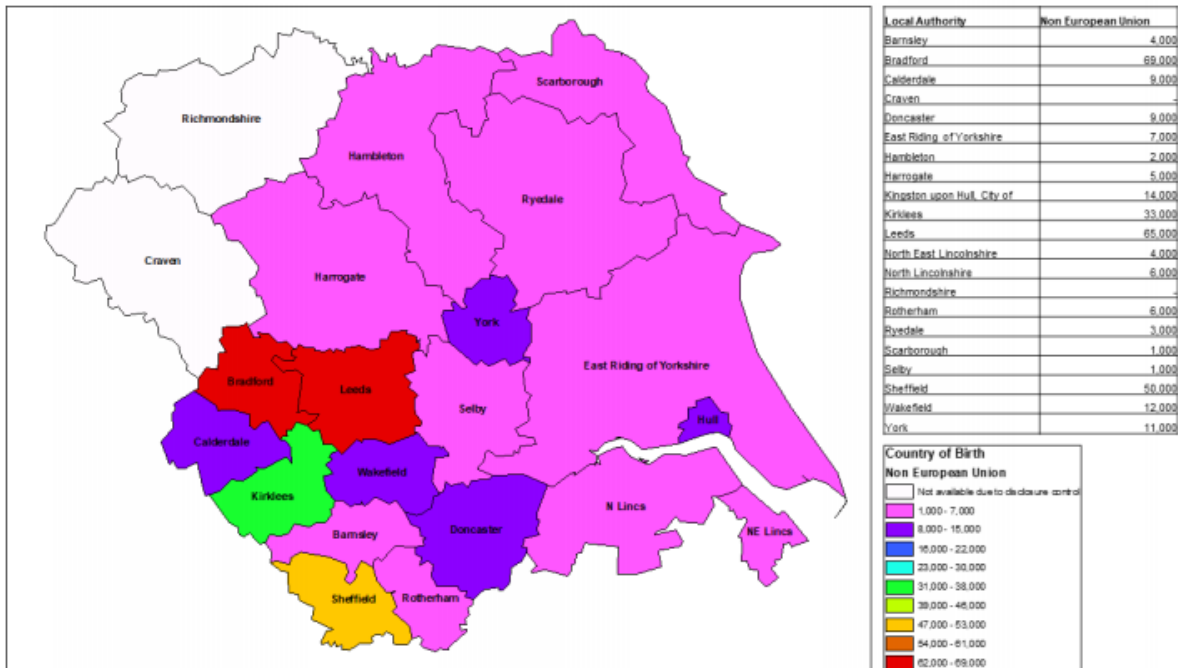 Richmondshire
Scarborough
Hambleton
Ryedale
Craven
Harrogate
York
East Riding of Yorkshire
Bradford
Leeds
Selby
Hull
Calderdale
Wakefield
Kirklees
N Lincs
Doncaster
NE Lincs
Barnsley
Sheffield
Rotherham
Local Authority Non European Union
Barnsley 4,000
Bradford 69,000
Calderdale 9,000
Craven -
Doncaster 9,000
East Riding of Yorkshire 7,000
Hambleton 2,000
Harrogate 5,000
Kingston upon Hull, City of 14,000
Kirklees 33,000
Leeds 65,000
North East Lincolnshire 4,000
North Lincolnshire 6,000
Richmondshire -
Rotherham 6,000
Ryedale 3,000
Scarborough 1,000
Selby 1,000
Sheffield 50,000
Wakefield 12,000
York 11,000
Country of Birth
Non European Union
Not available due to disclosure control
1,000 - 7,000
8,000 - 15,000
16,000 - 22,000
23,000 - 30,000
31,000 - 38,000
39,000 - 46,000
47,000 - 53,000
54,000 - 61,000
62,000 - 69,000